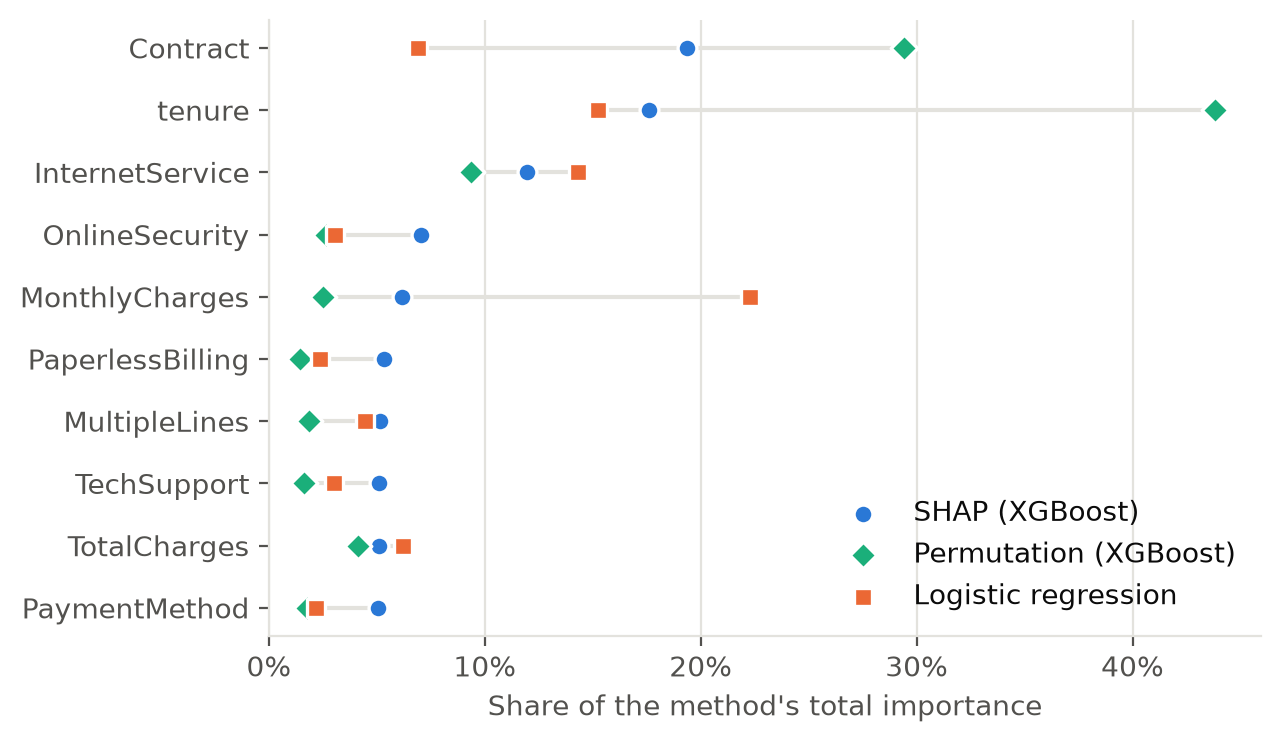 Contract
tenure
InternetService
OnlineSecurity
MonthlyCharges
PaperlessBilling
MultipleLines
TechSupport
TotalCharges
PaymentMethod
SHAP (XGBoost)
Permutation (XGBoost)
Logistic regression
0% 10% 20% 30% 40%
Share of the method's total importance